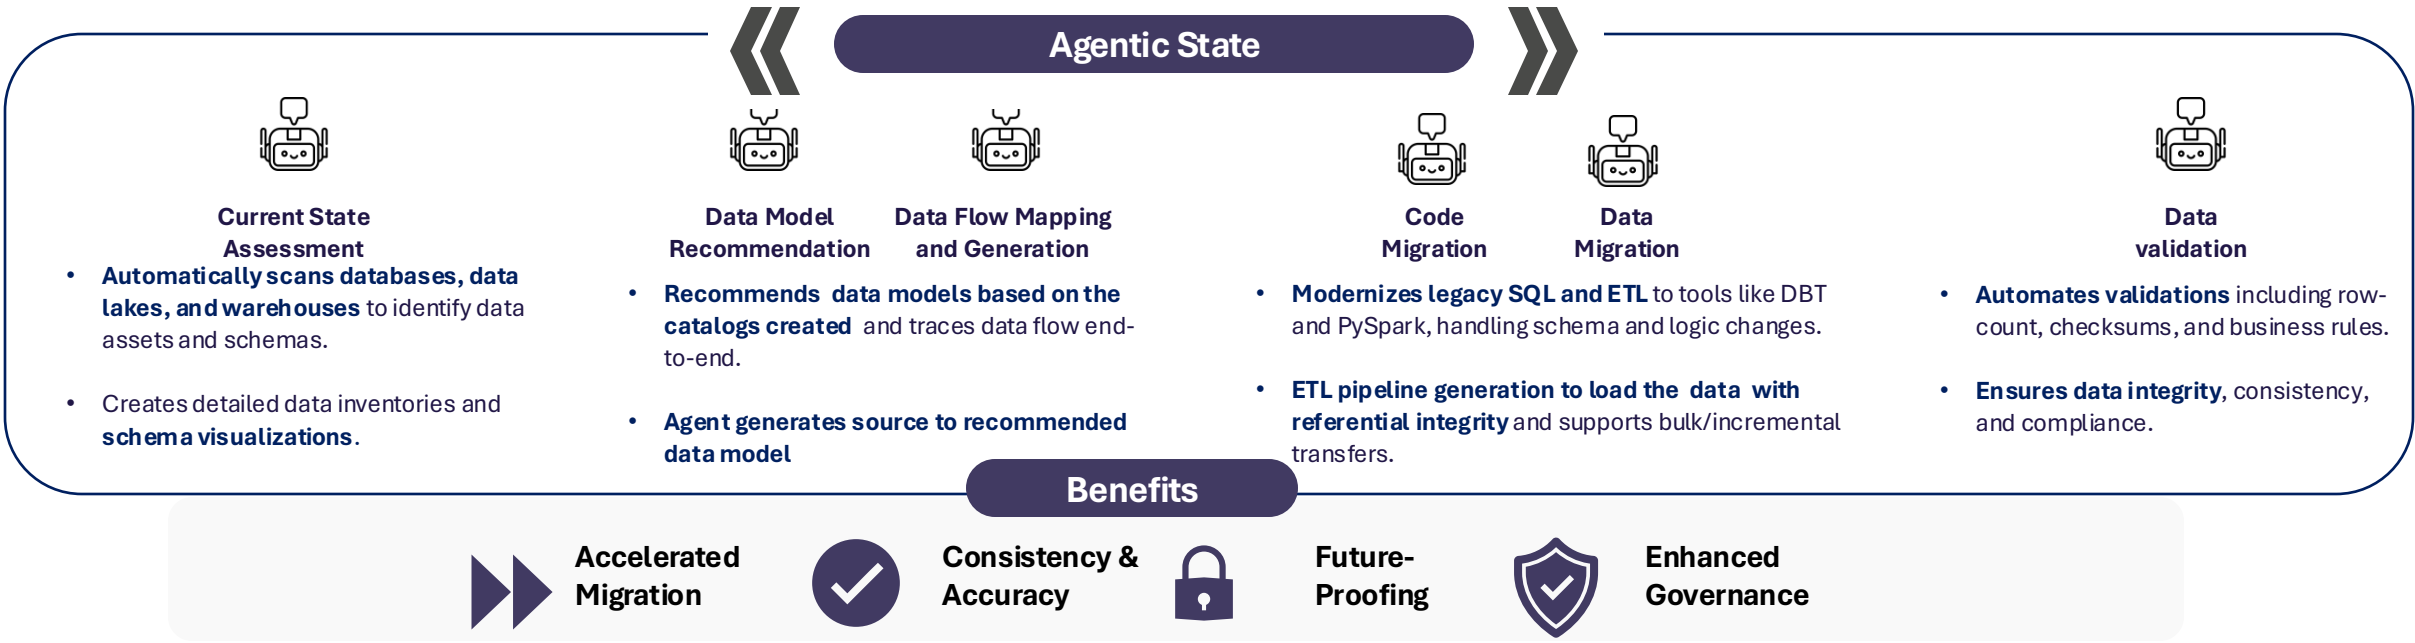 Agentic State
Current State
Assessment
• Automatically scans databases, data
lakes, and warehouses to identify data
assets and schemas.
• Creates detailed data inventories and
schema visualizations.
Data Model
Recommendation
Data Flow Mapping
and Generation
• Recommends data models based on the
catalogs created and traces data flow end-
to-end.
• Agent generates source to recommended
data model
Code
Migration
Data
Migration
• Modernizes legacy SQL and ETL to tools like DBT
and PySpark, handling schema and logic changes.
• ETL pipeline generation to load the data with
referential integrity and supports bulk/incremental
transfers.
Data
validation
• Automates validations including row-
count, checksums, and business rules.
• Ensures data integrity, consistency,
and compliance.
Benefits
Accelerated
Migration
Consistency &
Accuracy
Future-
Proofing
Enhanced
Governance